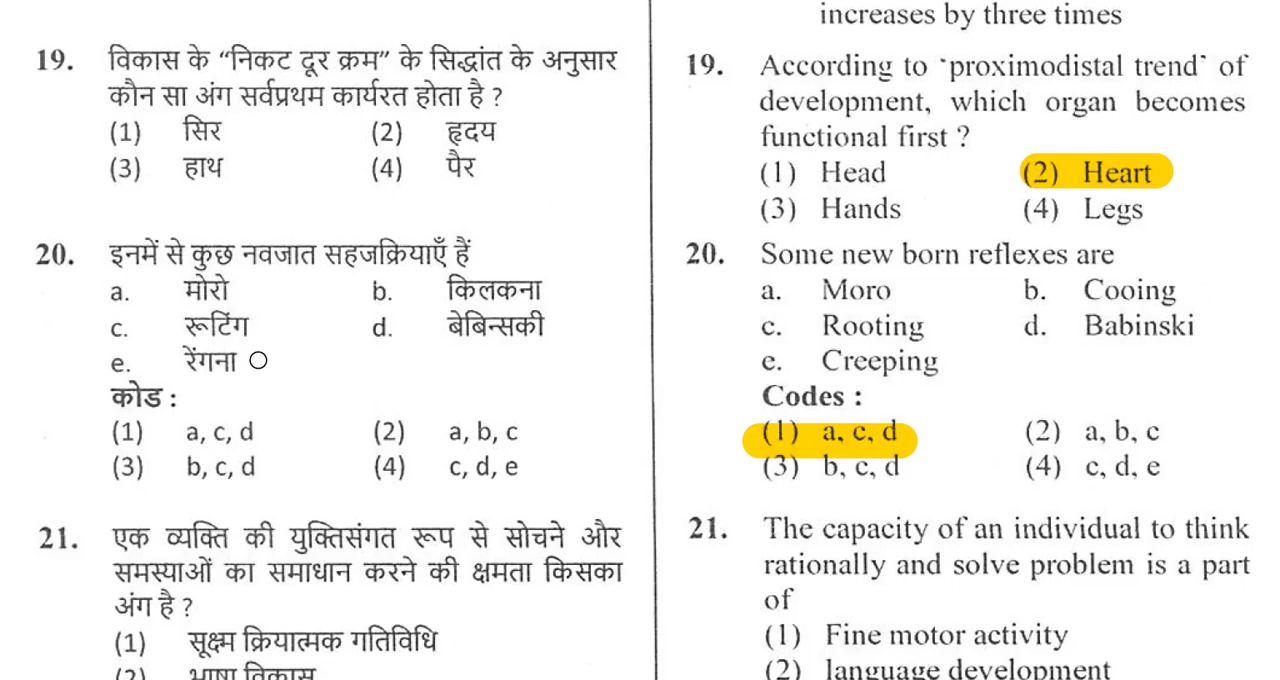 19. विकास के “निकट दूर क्रम” के सिद्धांत के अनुसार
कौन सा अंग सर्वप्रथम कार्यरत होता है ?
(1) सिर (2) हृदय
(3) हाथ (4) पैर
20. इनमें से कुछ नवजात सहजक्रियाएँ हैं
a. मोरो b. किलकना
c. रूटिंग d. बेबिन्सकी
e. रेंगना
कोड :
(1) a, c, d (2) a, b, c
(3) b, c, d (4) c, d, e
21. एक व्यक्ति की युक्तिसंगत रूप से सोचने और
समस्याओं का समाधान करने की क्षमता किसका
अंग है ?
(1) सूक्ष्म क्रियात्मक गतिविधि
(2) भाषा विकास
increases by three times
19. According to ‘proximodistal trend’ of
development, which organ becomes
functional first ?
(1) Head (2) Heart
(3) Hands (4) Legs
20. Some new born reflexes are
a. Moro b. Cooing
c. Rooting d. Babinski
e. Creeping
Codes :
(1) a, c, d (2) a, b, c
(3) b, c, d (4) c, d, e
21. The capacity of an individual to think
rationally and solve problem is a part
of
(1) Fine motor activity
(2) language development